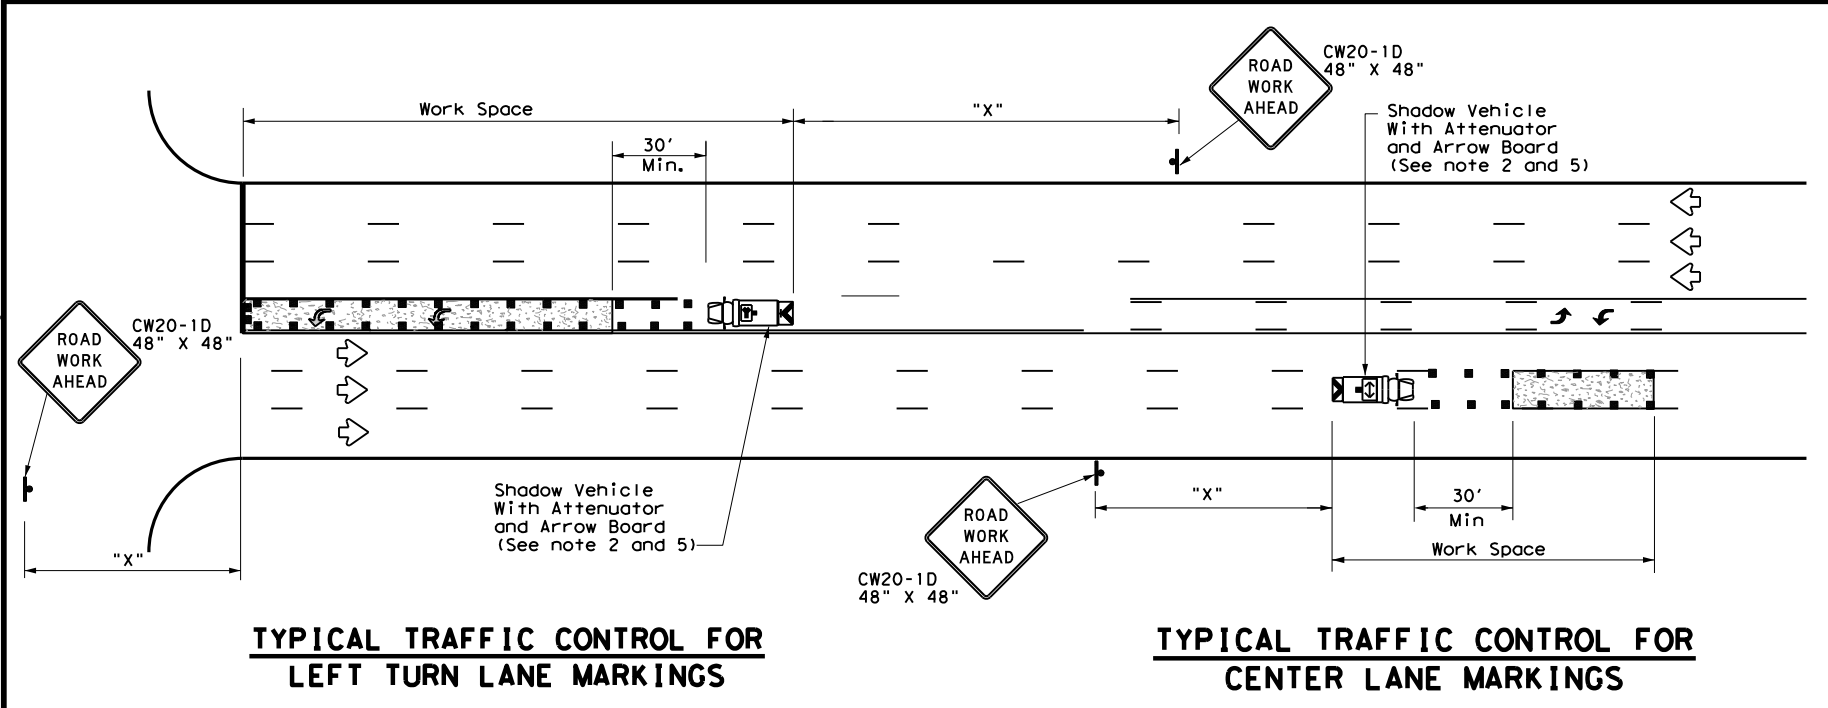 ROAD
WORK
AHEAD
CW20-1D
48" X 48"
Work Space
"X"
30'
Min.
Shadow Vehicle
With Attenuator
and Arrow Board
(See note 2 and 5)
ROAD
WORK
AHEAD
CW20-1D
48" X 48"
Shadow Vehicle
With Attenuator
and Arrow Board
(See note 2 and 5)
"X"
ROAD
WORK
AHEAD
CW20-1D
48" X 48"
"X"
30'
Min
Work Space
TYPICAL TRAFFIC CONTROL FOR
LEFT TURN LANE MARKINGS
TYPICAL TRAFFIC CONTROL FOR
CENTER LANE MARKINGS